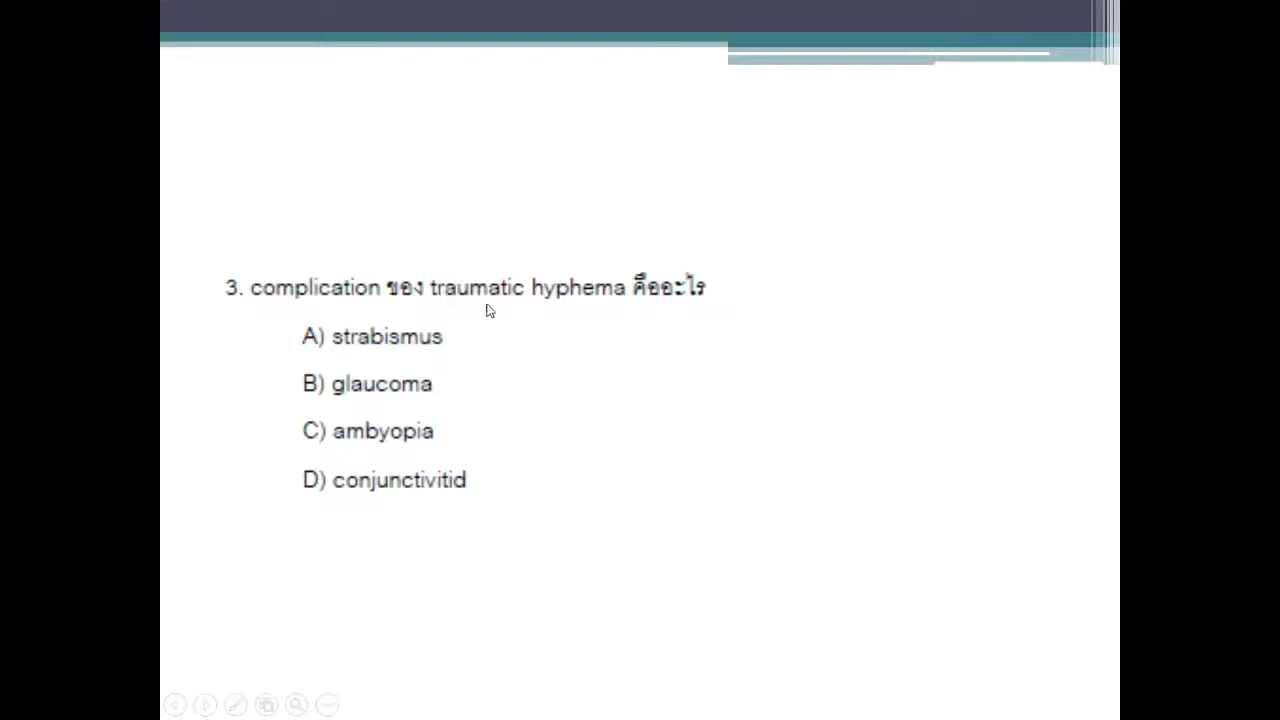 3. complication ของ traumatic hyphema คืออะไร
A) strabismus
B) glaucoma
C) ambyopia
D) conjunctivitid